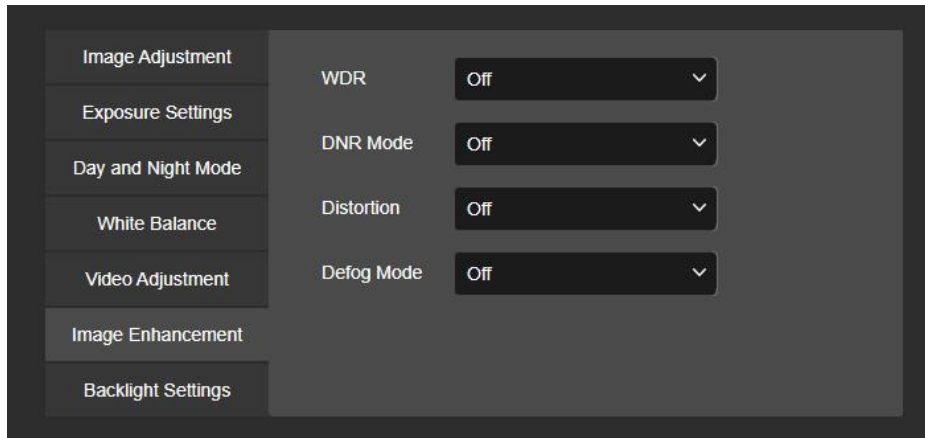 Image Adjustment
Exposure Settings
Day and Night Mode
White Balance
Video Adjustment
Image Enhancement
Backlight Settings
WDR Off
DNR Mode Off
Distortion Off
Defog Mode Off